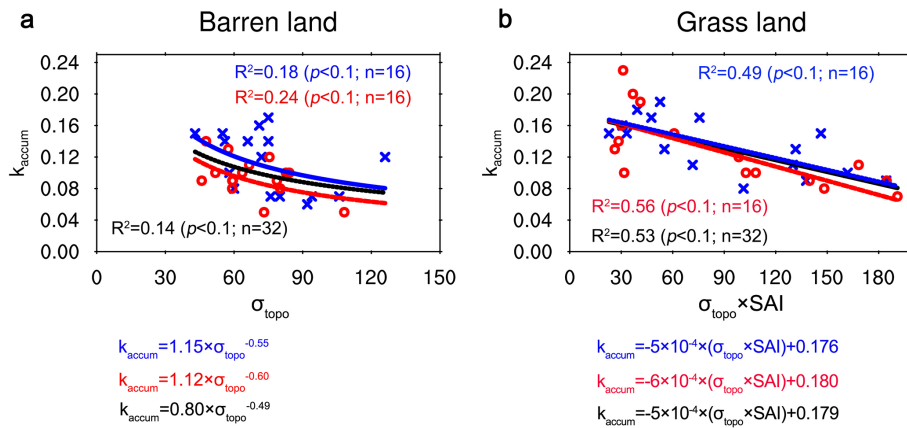 a
Barren land
k_accum
0.24
0.20
0.16
0.12
0.08
0.04
0.00
R²=0.18 (p<0.1; n=16)
R²=0.24 (p<0.1; n=16)
R²=0.14 (p<0.1; n=32)
0 30 60 90 120 150
σ_topo
k_accum=1.15×σ_topo^-0.55
k_accum=1.12×σ_topo^-0.60
k_accum=0.80×σ_topo^-0.49
b
Grass land
k_accum
0.24
0.20
0.16
0.12
0.08
0.04
0.00
R²=0.49 (p<0.1; n=16)
R²=0.56 (p<0.1; n=16)
R²=0.53 (p<0.1; n=32)
0 30 60 90 120 150 180
σ_topo×SAI
k_accum=-5×10^-4×(σ_topo×SAI)+0.176
k_accum=-6×10^-4×(σ_topo×SAI)+0.180
k_accum=-5×10^-4×(σ_topo×SAI)+0.179